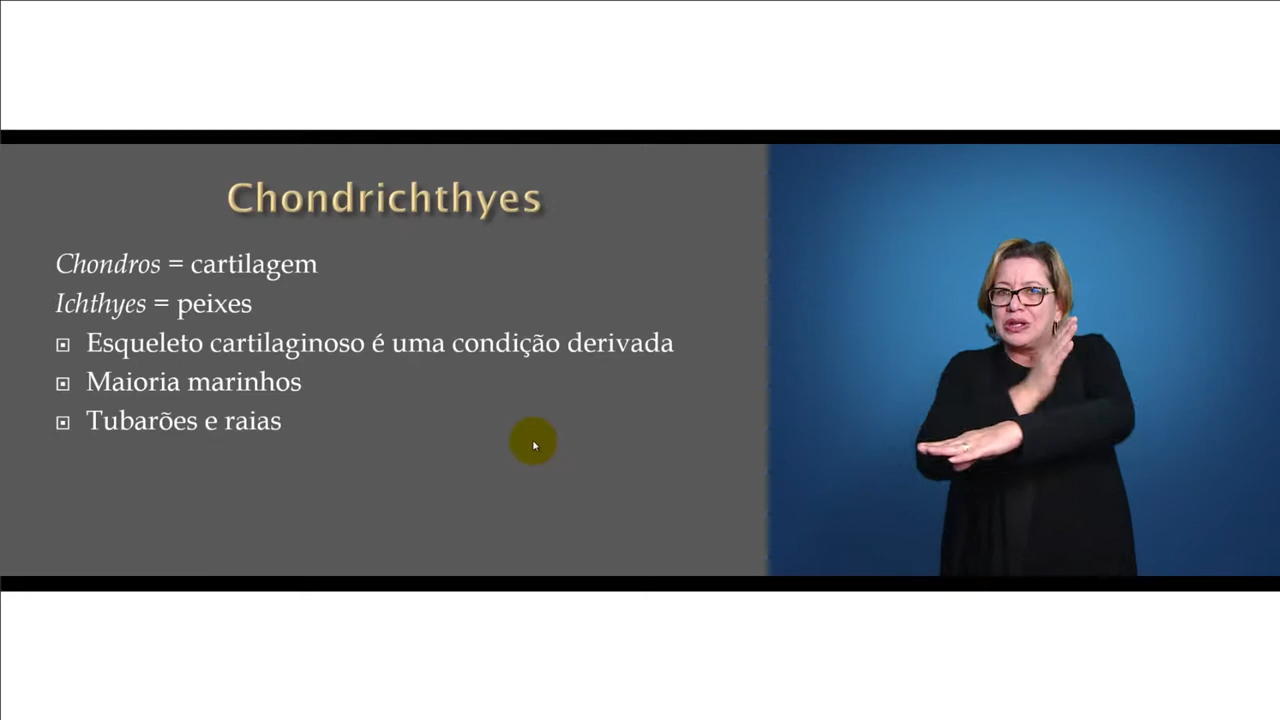 Chondrichthyes
Chondros = cartilagem
Ichthyes = peixes
Esqueleto cartilaginoso é uma condição derivada
Maioria marinhos
Tubarões e raias